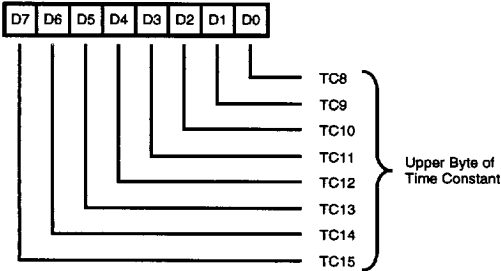 D7 D6 D5 D4 D3 D2 D1 D0
TC8
TC9
TC10
TC11
TC12
TC13
TC14
TC15
Upper Byte of
Time Constant